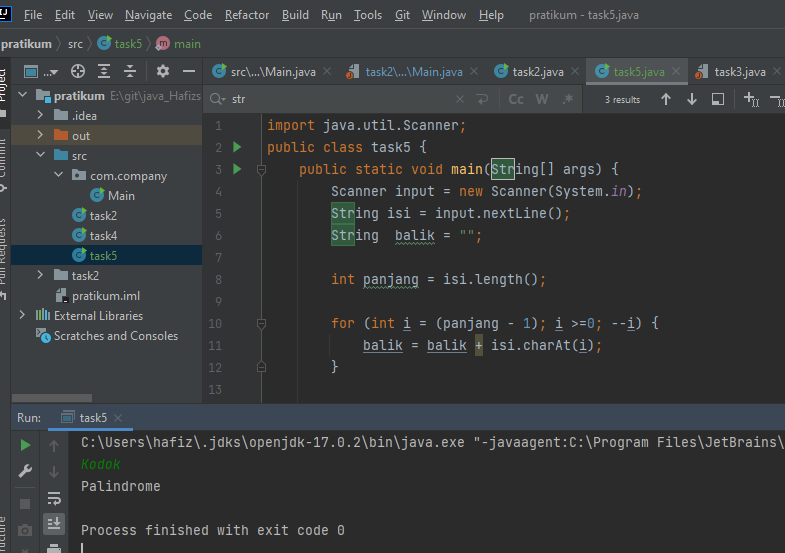 File Edit View Navigate Code Refactor Build Run Tools Git Window Help pratikum - task5.java
pratikum src task5 main
... src\...\Main.java task2\...\Main.java task2.java task5.java task3.java
str Cc W .* 3 results
Project
Commit
Pull Requests
pratikum E:\git\java_Hafizs
.idea
out
src
com.company
Main
task2
task4
task5
task2
pratikum.iml
External Libraries
Scratches and Consoles
1 import java.util.Scanner;
2 public class task5 {
3 public static void main(String[] args) {
4 Scanner input = new Scanner(System.in);
5 String isi = input.nextLine();
6 String balik = "";
7
8 int panjang = isi.length();
9
10 for (int i = (panjang - 1); i >=0; --i) {
11 balik = balik + isi.charAt(i);
12 }
13
Run: task5
C:\Users\hafiz\.jdks\openjdk-17.0.2\bin\java.exe "-javaagent:C:\Program Files\JetBrains\
Kodok
Palindrome
Process finished with exit code 0